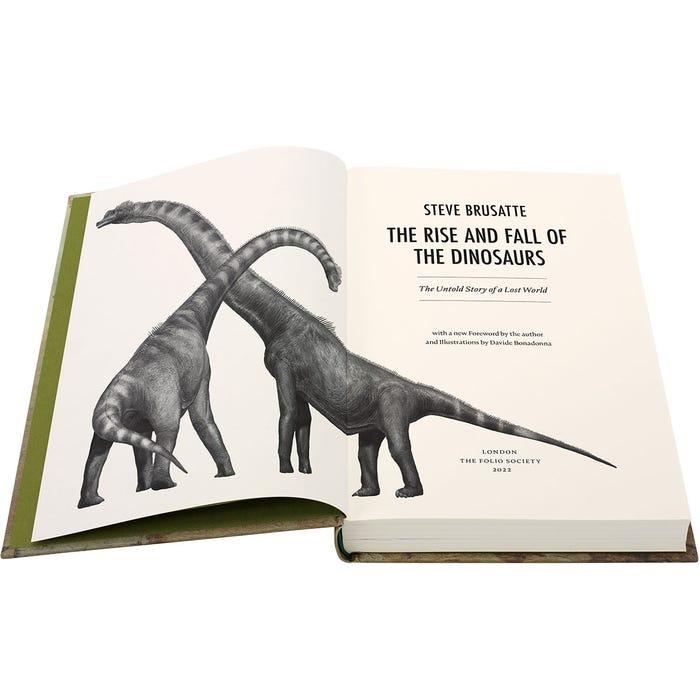 STEVE BRUSATTE
THE RISE AND FALL OF
THE DINOSAURS
The Untold Story of a Lost World
with a new Foreword by the author
and Illustrations by Davide Bonadonna
LONDON
THE FOLIO SOCIETY
2022